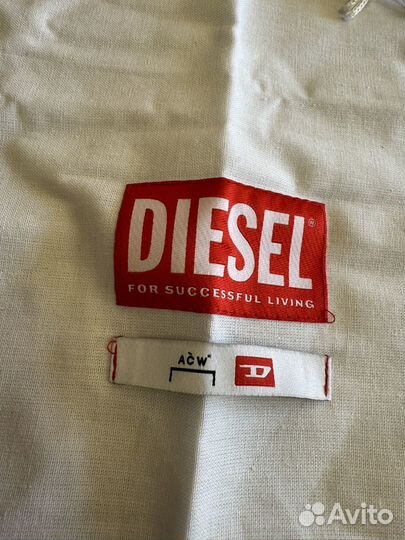 DIESEL®
FOR SUCCESSFUL LIVING
ACW* D
Avito